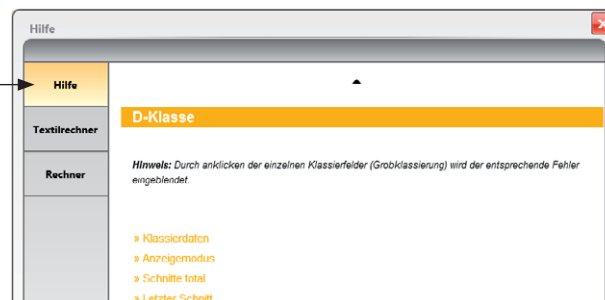 Hilfe
Hilfe
Textilrechner
Rechner
D-Klasse
Hinweis: Durch anklicken der einzelnen Klassierfelder (Grobklassierung) wird der entsprechende Fehler
eingeblendet.
» Klassierdaten
» Anzeigemodus
» Schnitte total
» Letzter Schnitt